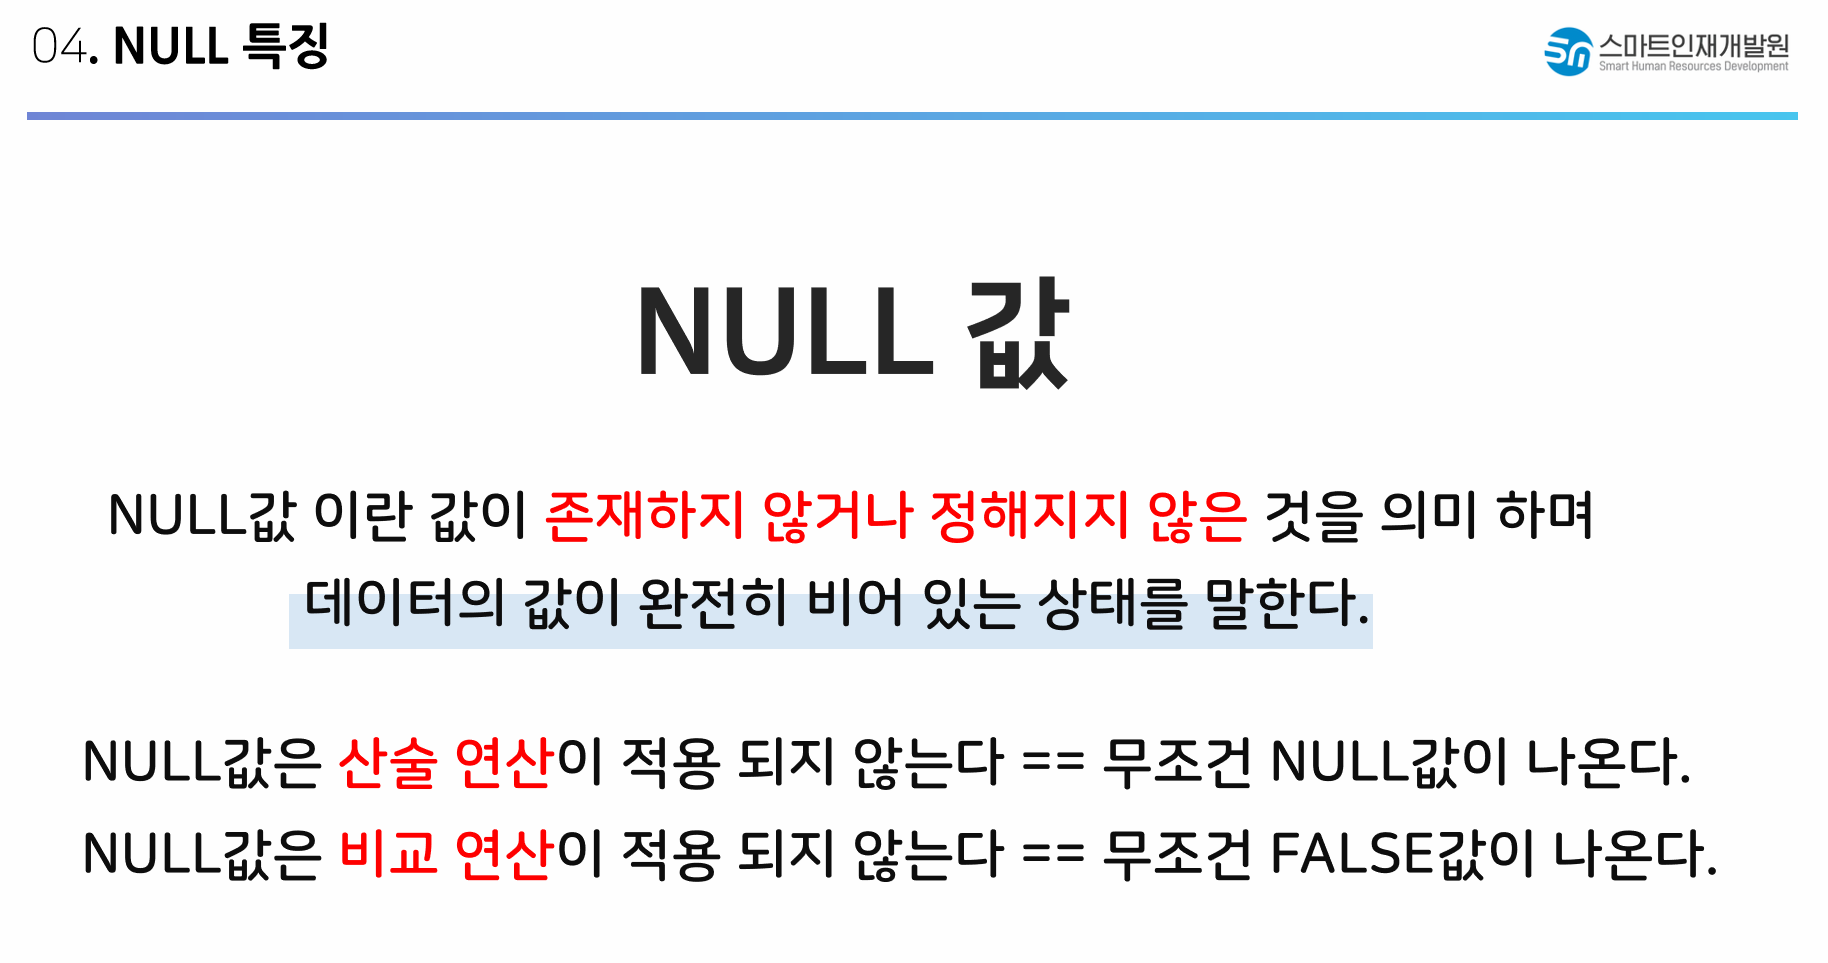 04. NULL 특징
스마트인재개발원
Smart Human Resources Development
NULL 값
NULL값 이란 값이 존재하지 않거나 정해지지 않은 것을 의미 하며
데이터의 값이 완전히 비어 있는 상태를 말한다.
NULL값은 산술 연산이 적용 되지 않는다 == 무조건 NULL값이 나온다.
NULL값은 비교 연산이 적용 되지 않는다 == 무조건 FALSE값이 나온다.